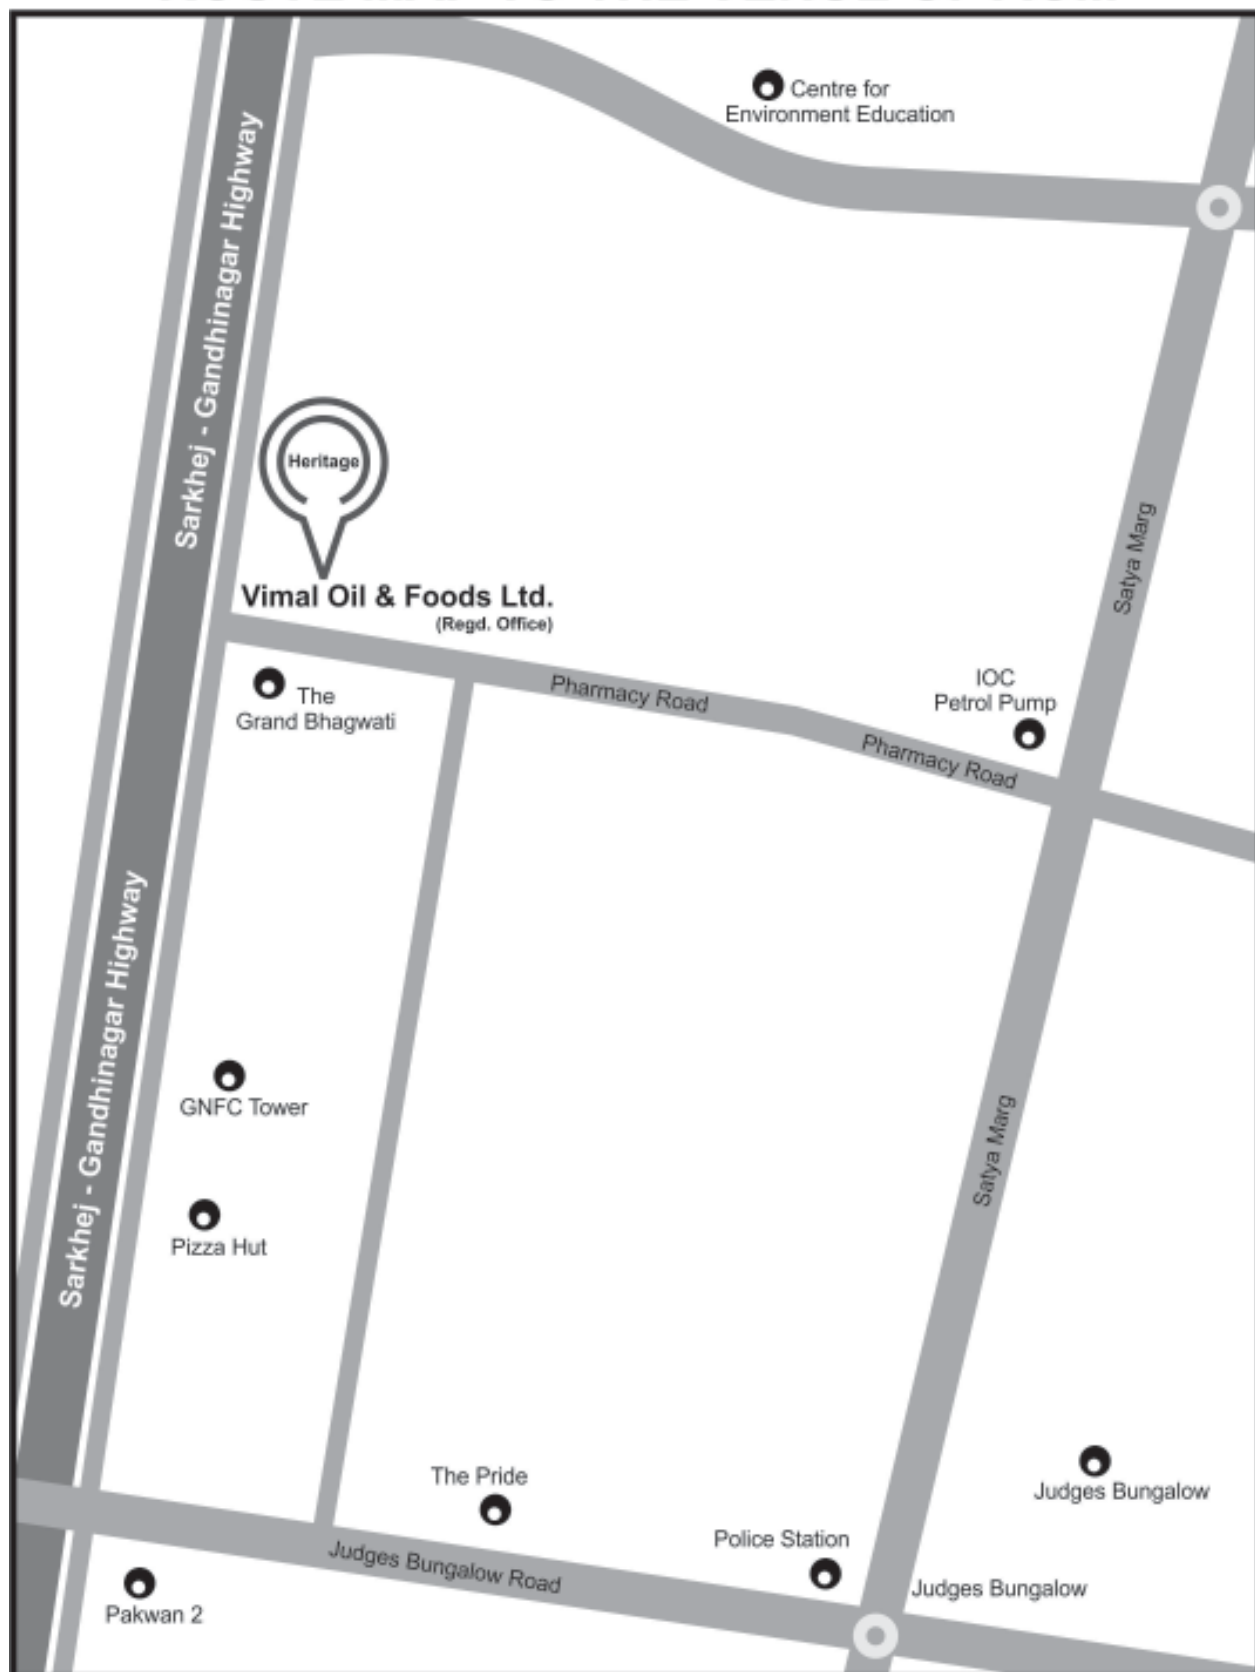 Centre for
Environment Education
Sarkhej - Gandhinagar Highway
Heritage
Vimal Oil & Foods Ltd.
(Regd. Office)
Satya Marg
The
Grand Bhagwati
Pharmacy Road
IOC
Petrol Pump
Pharmacy Road
Sarkhej - Gandhinagar Highway
GNFC Tower
Satya Marg
Pizza Hut
The Pride
Judges Bungalow
Police Station
Judges Bungalow Road
Judges Bungalow
Pakwan 2